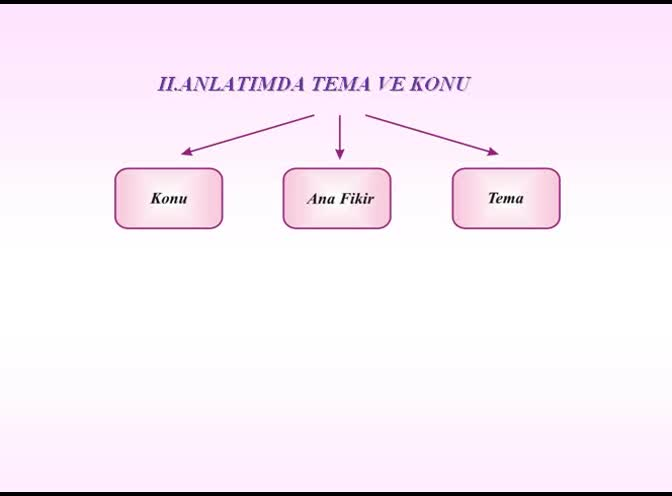 II.ANLATIMDA TEMA VE KONU
Konu
Ana Fikir
Tema